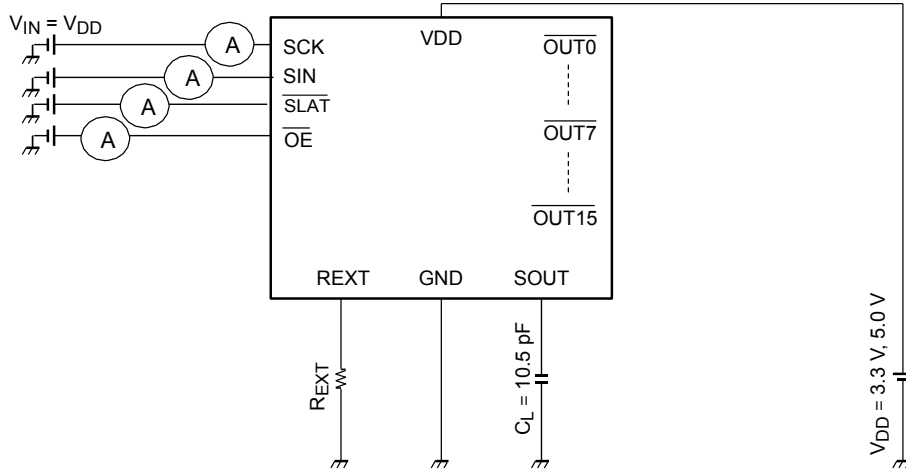 V_IN = V_DD
A
SCK
VDD
OUT0
A
SIN
A
SLAT
A
OE
OUT7
OUT15
REXT
GND
SOUT
R_EXT
C_L = 10.5 pF
V_DD = 3.3 V, 5.0 V